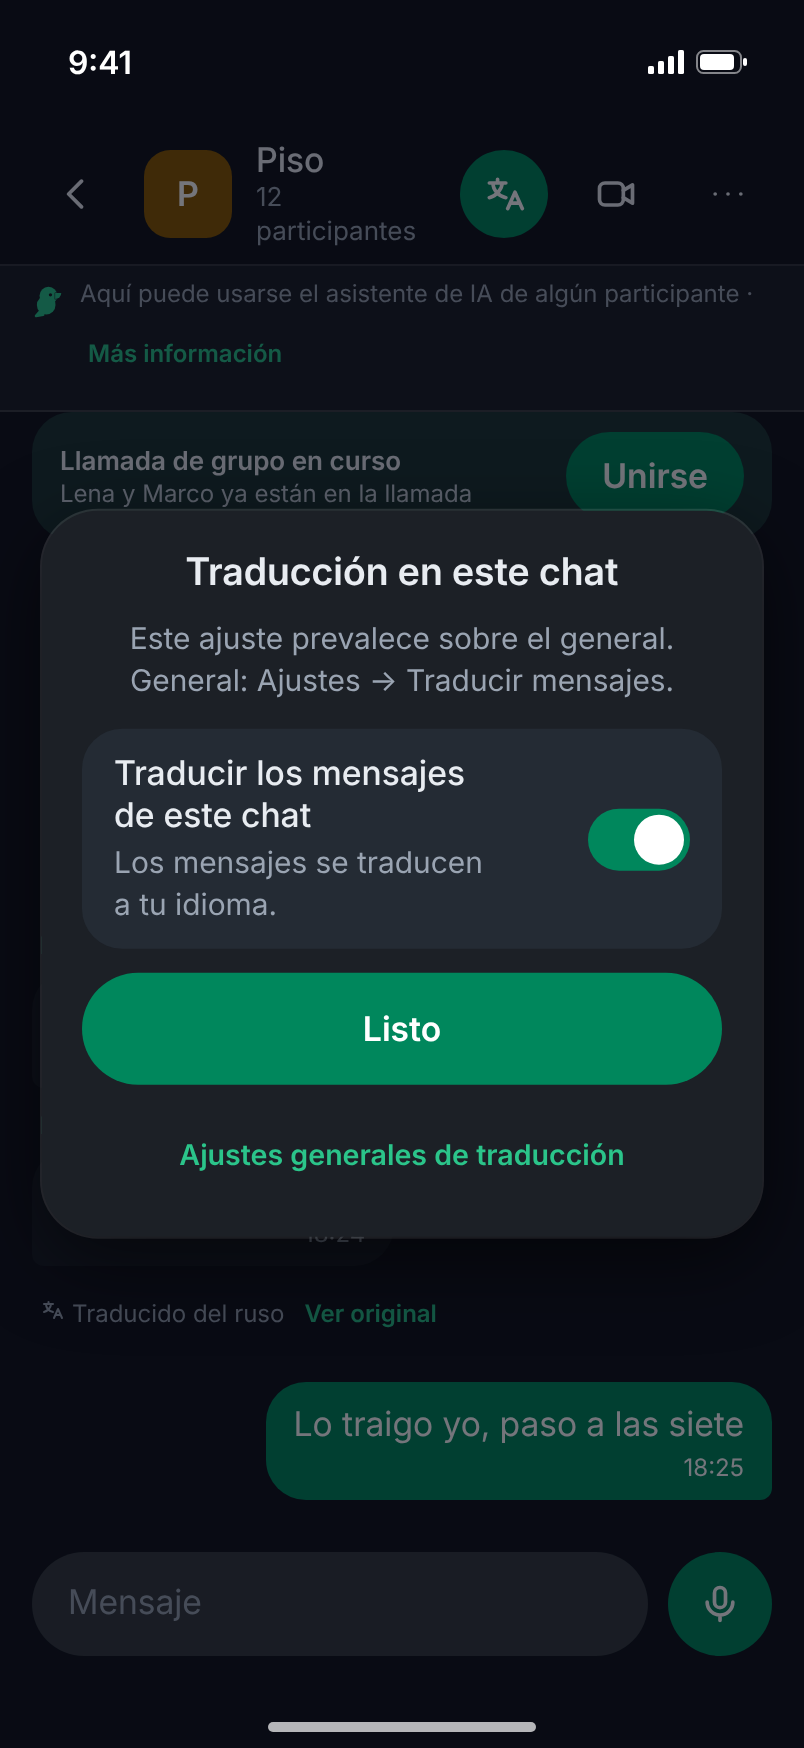 9:41
P
Piso
12
participantes
Aquí puede usarse el asistente de IA de algún participante ·
Más información
Llamada de grupo en curso
Lena y Marco ya están en la llamada
Unirse
Traducción en este chat
Este ajuste prevalece sobre el general.
General: Ajustes → Traducir mensajes.
Traducir los mensajes
de este chat
Los mensajes se traducen
a tu idioma.
Listo
Ajustes generales de traducción
Traducido del ruso Ver original
Lo traigo yo, paso a las siete
18:25
Mensaje